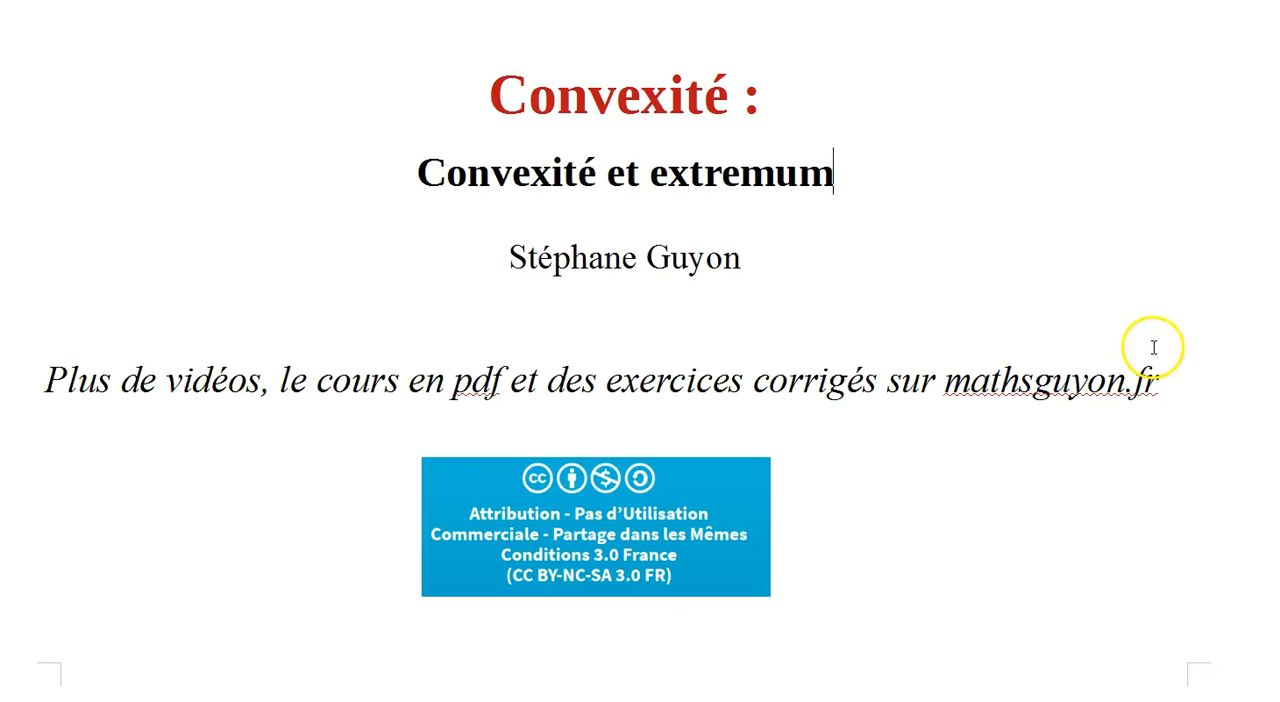 Convexité :
Convexité et extremum
Stéphane Guyon
Plus de vidéos, le cours en pdf et des exercices corrigés sur mathsguyon.fr
cc
Attribution - Pas d’Utilisation
Commerciale - Partage dans les Mêmes
Conditions 3.0 France
(CC BY-NC-SA 3.0 FR)